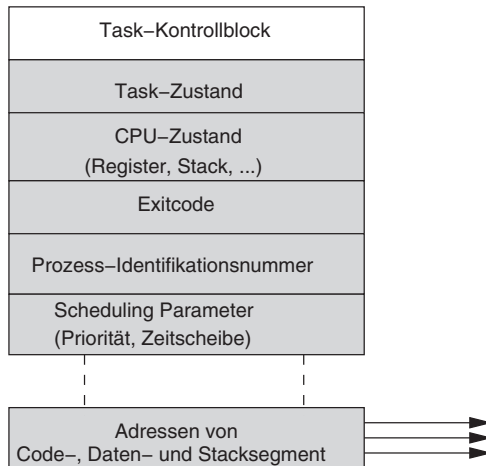 Task–Kontrollblock
Task–Zustand
CPU–Zustand
(Register, Stack, ...)
Exitcode
Prozess–Identifikationsnummer
Scheduling Parameter
(Priorität, Zeitscheibe)
Adressen von
Code–, Daten– und Stacksegment